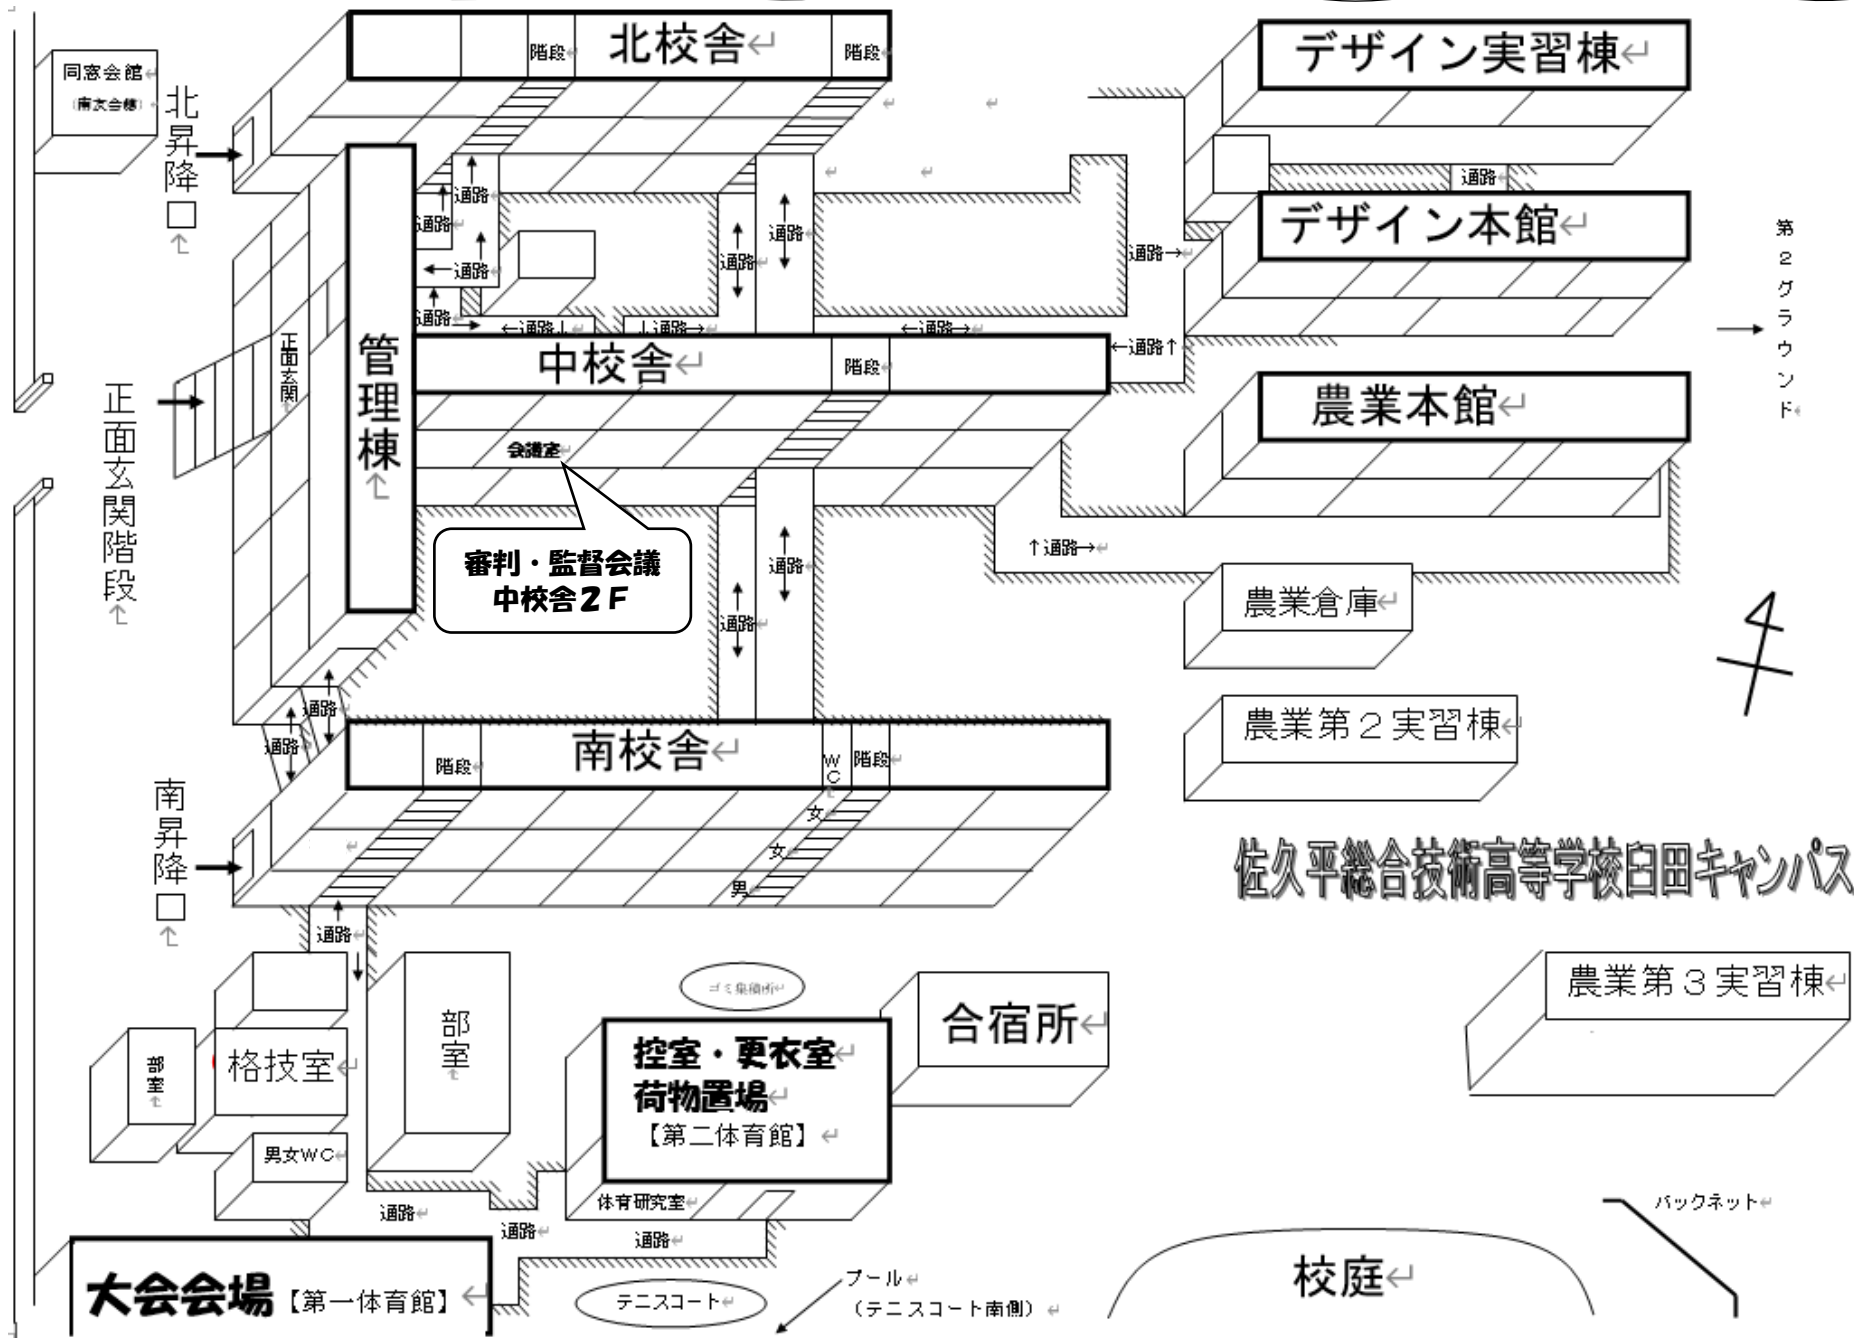 北校舎
階段
階段
デザイン実習棟
同窓会館
北昇降口
通路
通路
通路
通路
通路
通路
通路
デザイン本館
通路→
第2グラウンド
正面玄関
管理棟
通路
←通路↓
↓通路→
←通路→
中校舎
階段
←通路↑
正面玄関階段
農業本館
会議室
審判・監督会議
中校舎2F
通路
通路
↑通路→
農業倉庫
農業第2実習棟
通路
通路
南校舎
階段
WC
階段
女
女
男
南昇降口
佐久平総合技術高等学校臼田キャンパス
通路
部室
部室
格技室
男女WC
ゴミ集積所
合宿所
控室・更衣室
荷物置場
【第二体育館】
体育研究室
農業第3実習棟
通路
通路
通路
大会会場【第一体育館】
テニスコート
プール
(テニスコート南側)
校庭
バックネット